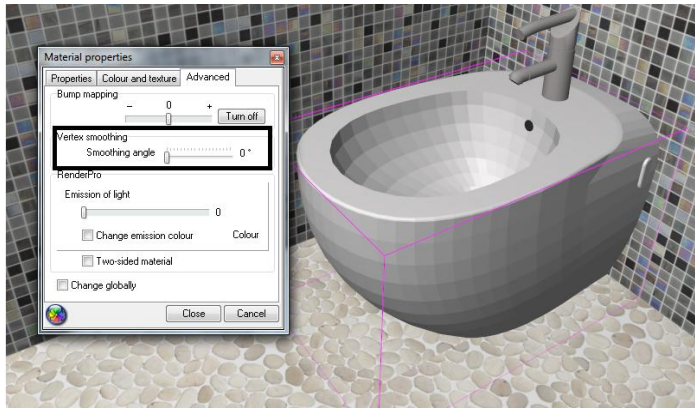 Material properties
Properties Colour and texture Advanced
Bump mapping
- 0 +
Turn off
Vertex smoothing
Smoothing angle 0 °
RenderPro
Emission of light
0
Change emission colour Colour
Two-sided material
Change globally
Close Cancel